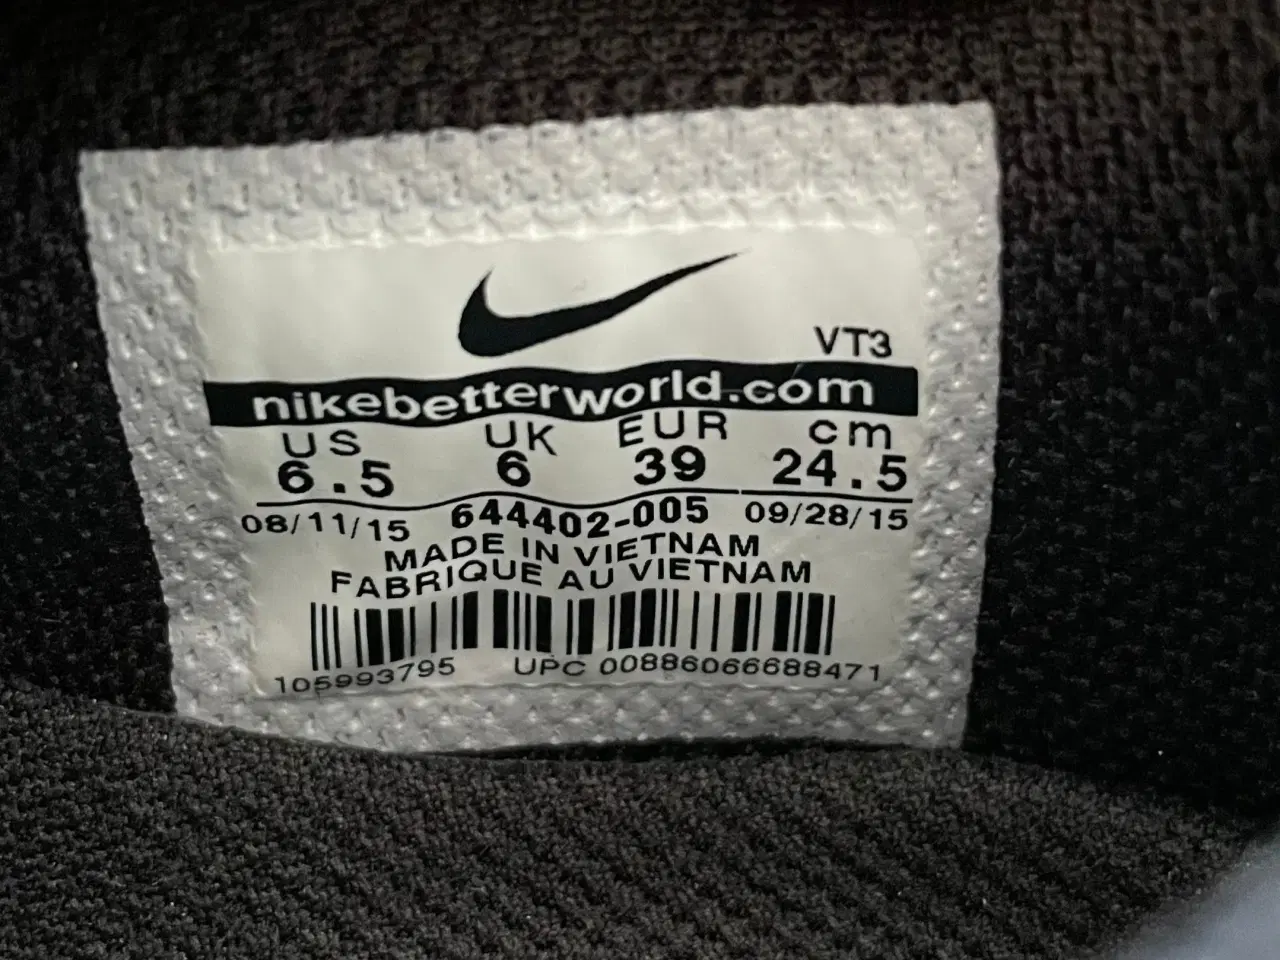 VT3
nikebetterworld.com
US UK EUR cm
6.5 6 39 24.5
08/11/15 644402-005 09/28/15
MADE IN VIETNAM
FABRIQUE AU VIETNAM
105993795 UPC 00886066688471